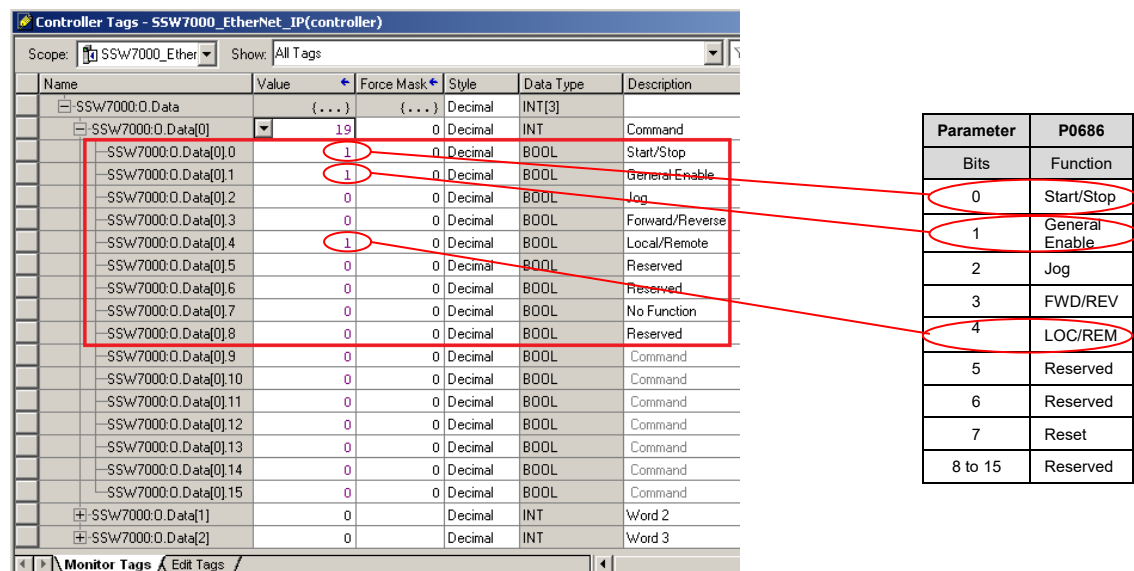 Controller Tags - SSW7000_EtherNet_IP(controller)
Scope: SSW7000_Ether Show: All Tags
Name Value Force Mask Style Data Type Description
SSW7000:O.Data {...} {...} Decimal INT[3]
SSW7000:O.Data[0] 19 0 Decimal INT Command
SSW7000:O.Data[0].0 1 0 Decimal BOOL Start/Stop
SSW7000:O.Data[0].1 1 0 Decimal BOOL General Enable
SSW7000:O.Data[0].2 0 0 Decimal BOOL Jog
SSW7000:O.Data[0].3 0 0 Decimal BOOL Forward/Reverse
SSW7000:O.Data[0].4 1 0 Decimal BOOL Local/Remote
SSW7000:O.Data[0].5 0 0 Decimal BOOL Reserved
SSW7000:O.Data[0].6 0 0 Decimal BOOL Reserved
SSW7000:O.Data[0].7 0 0 Decimal BOOL No Function
SSW7000:O.Data[0].8 0 0 Decimal BOOL Reserved
SSW7000:O.Data[0].9 0 0 Decimal BOOL Command
SSW7000:O.Data[0].10 0 0 Decimal BOOL Command
SSW7000:O.Data[0].11 0 0 Decimal BOOL Command
SSW7000:O.Data[0].12 0 0 Decimal BOOL Command
SSW7000:O.Data[0].13 0 0 Decimal BOOL Command
SSW7000:O.Data[0].14 0 0 Decimal BOOL Command
SSW7000:O.Data[0].15 0 0 Decimal BOOL Command
SSW7000:O.Data[1] 0 Decimal INT Word 2
SSW7000:O.Data[2] 0 Decimal INT Word 3
Monitor Tags Edit Tags
Parameter P0686
Bits Function
0 Start/Stop
1 General
Enable
2 Jog
3 FWD/REV
4 LOC/REM
5 Reserved
6 Reserved
7 Reset
8 to 15 Reserved